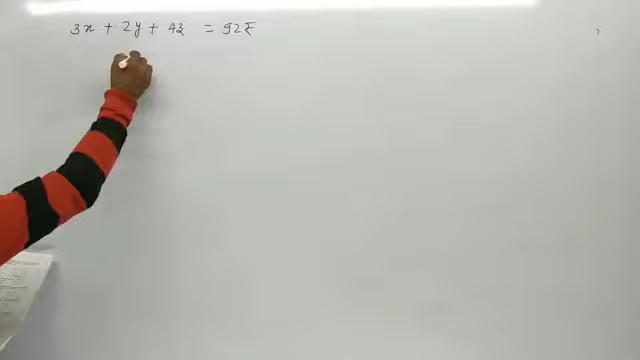 3x + 2y + 4z = 92₹